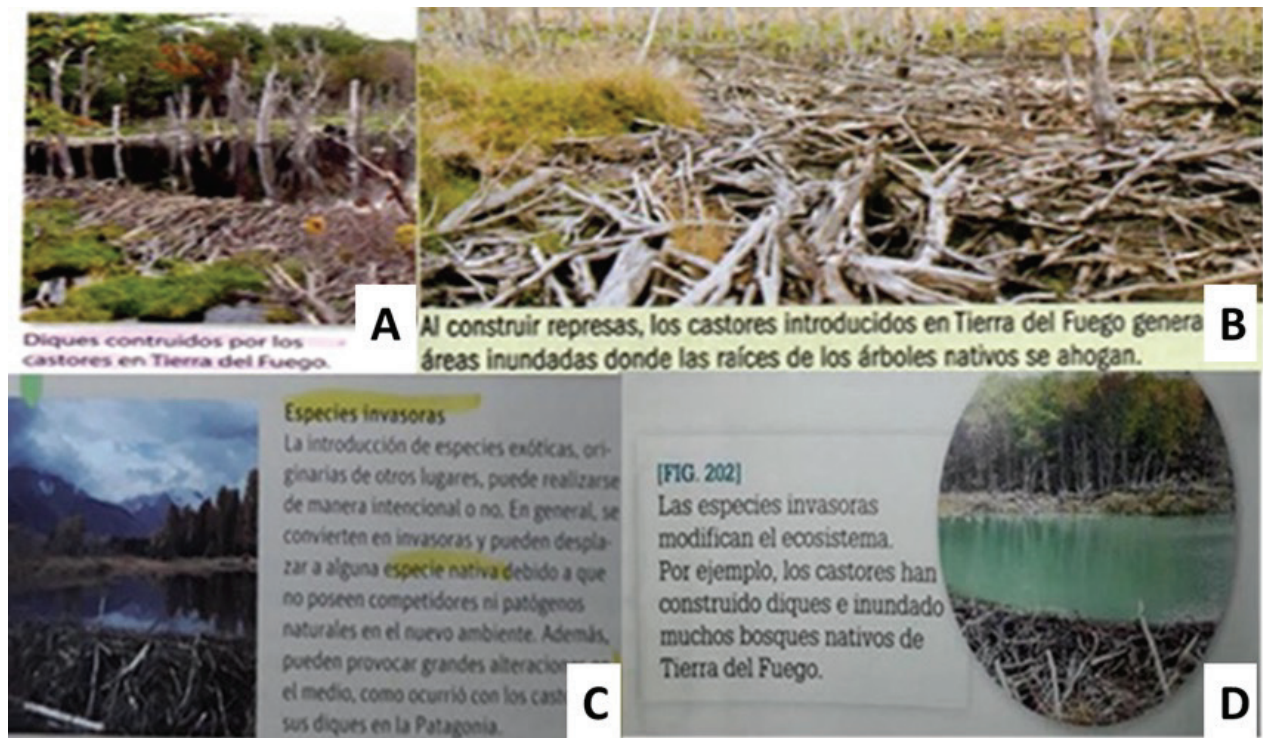 A
Diques contruidos por los
castores en Tierra del Fuego.
B
Al construir represas, los castores introducidos en Tierra del Fuego genera
áreas inundadas donde las raíces de los árboles nativos se ahogan.
Especies invasoras
La introducción de especies exóticas, ori-
ginarias de otros lugares, puede realizarse
de manera intencional o no. En general, se
convierten en invasoras y pueden despla-
zar a alguna especie nativa debido a que
no poseen competidores ni patógenos
naturales en el nuevo ambiente. Además,
pueden provocar grandes alteracion
el medio, como ocurrió con los cast
sus diques en la Patagonia.
C
[FIG. 202]
Las especies invasoras
modifican el ecosistema.
Por ejemplo, los castores han
construido diques e inundado
muchos bosques nativos de
Tierra del Fuego.
D